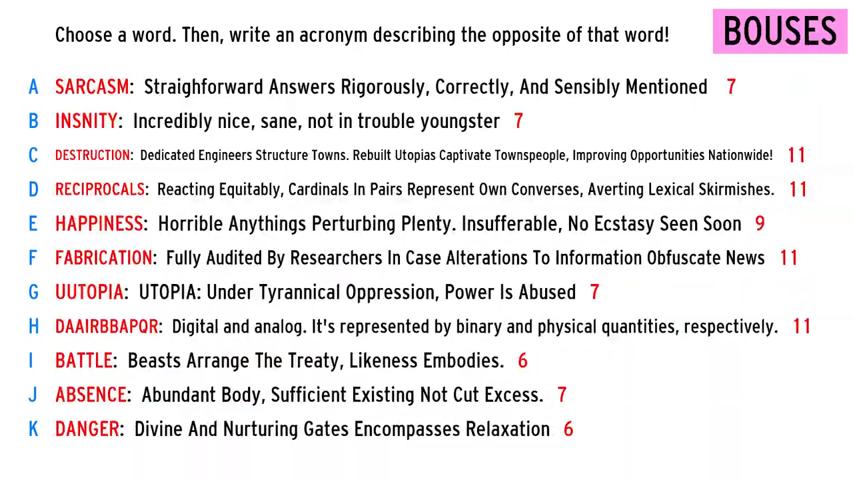 Choose a word. Then, write an acronym describing the opposite of that word! BOUSES
A SARCASM: Straighforward Answers Rigorously, Correctly, And Sensibly Mentioned 7
B INSNITY: Incredibly nice, sane, not in trouble youngster 7
C DESTRUCTION: Dedicated Engineers Structure Towns. Rebuilt Utopias Captivate Townspeople, Improving Opportunities Nationwide! 11
D RECIPROCALS: Reacting Equitably, Cardinals In Pairs Represent Own Converses, Averting Lexical Skirmishes. 11
E HAPPINESS: Horrible Anythings Perturbing Plenty. Insufferable, No Ecstasy Seen Soon 9
F FABRICATION: Fully Audited By Researchers In Case Alterations To Information Obfuscate News 11
G UUTOPIA: UTOPIA: Under Tyrannical Oppression, Power Is Abused 7
H DAAIRBBAPQR: Digital and analog. It's represented by binary and physical quantities, respectively. 11
I BATTLE: Beasts Arrange The Treaty, Likeness Embodies. 6
J ABSENCE: Abundant Body, Sufficient Existing Not Cut Excess. 7
K DANGER: Divine And Nurturing Gates Encompasses Relaxation 6